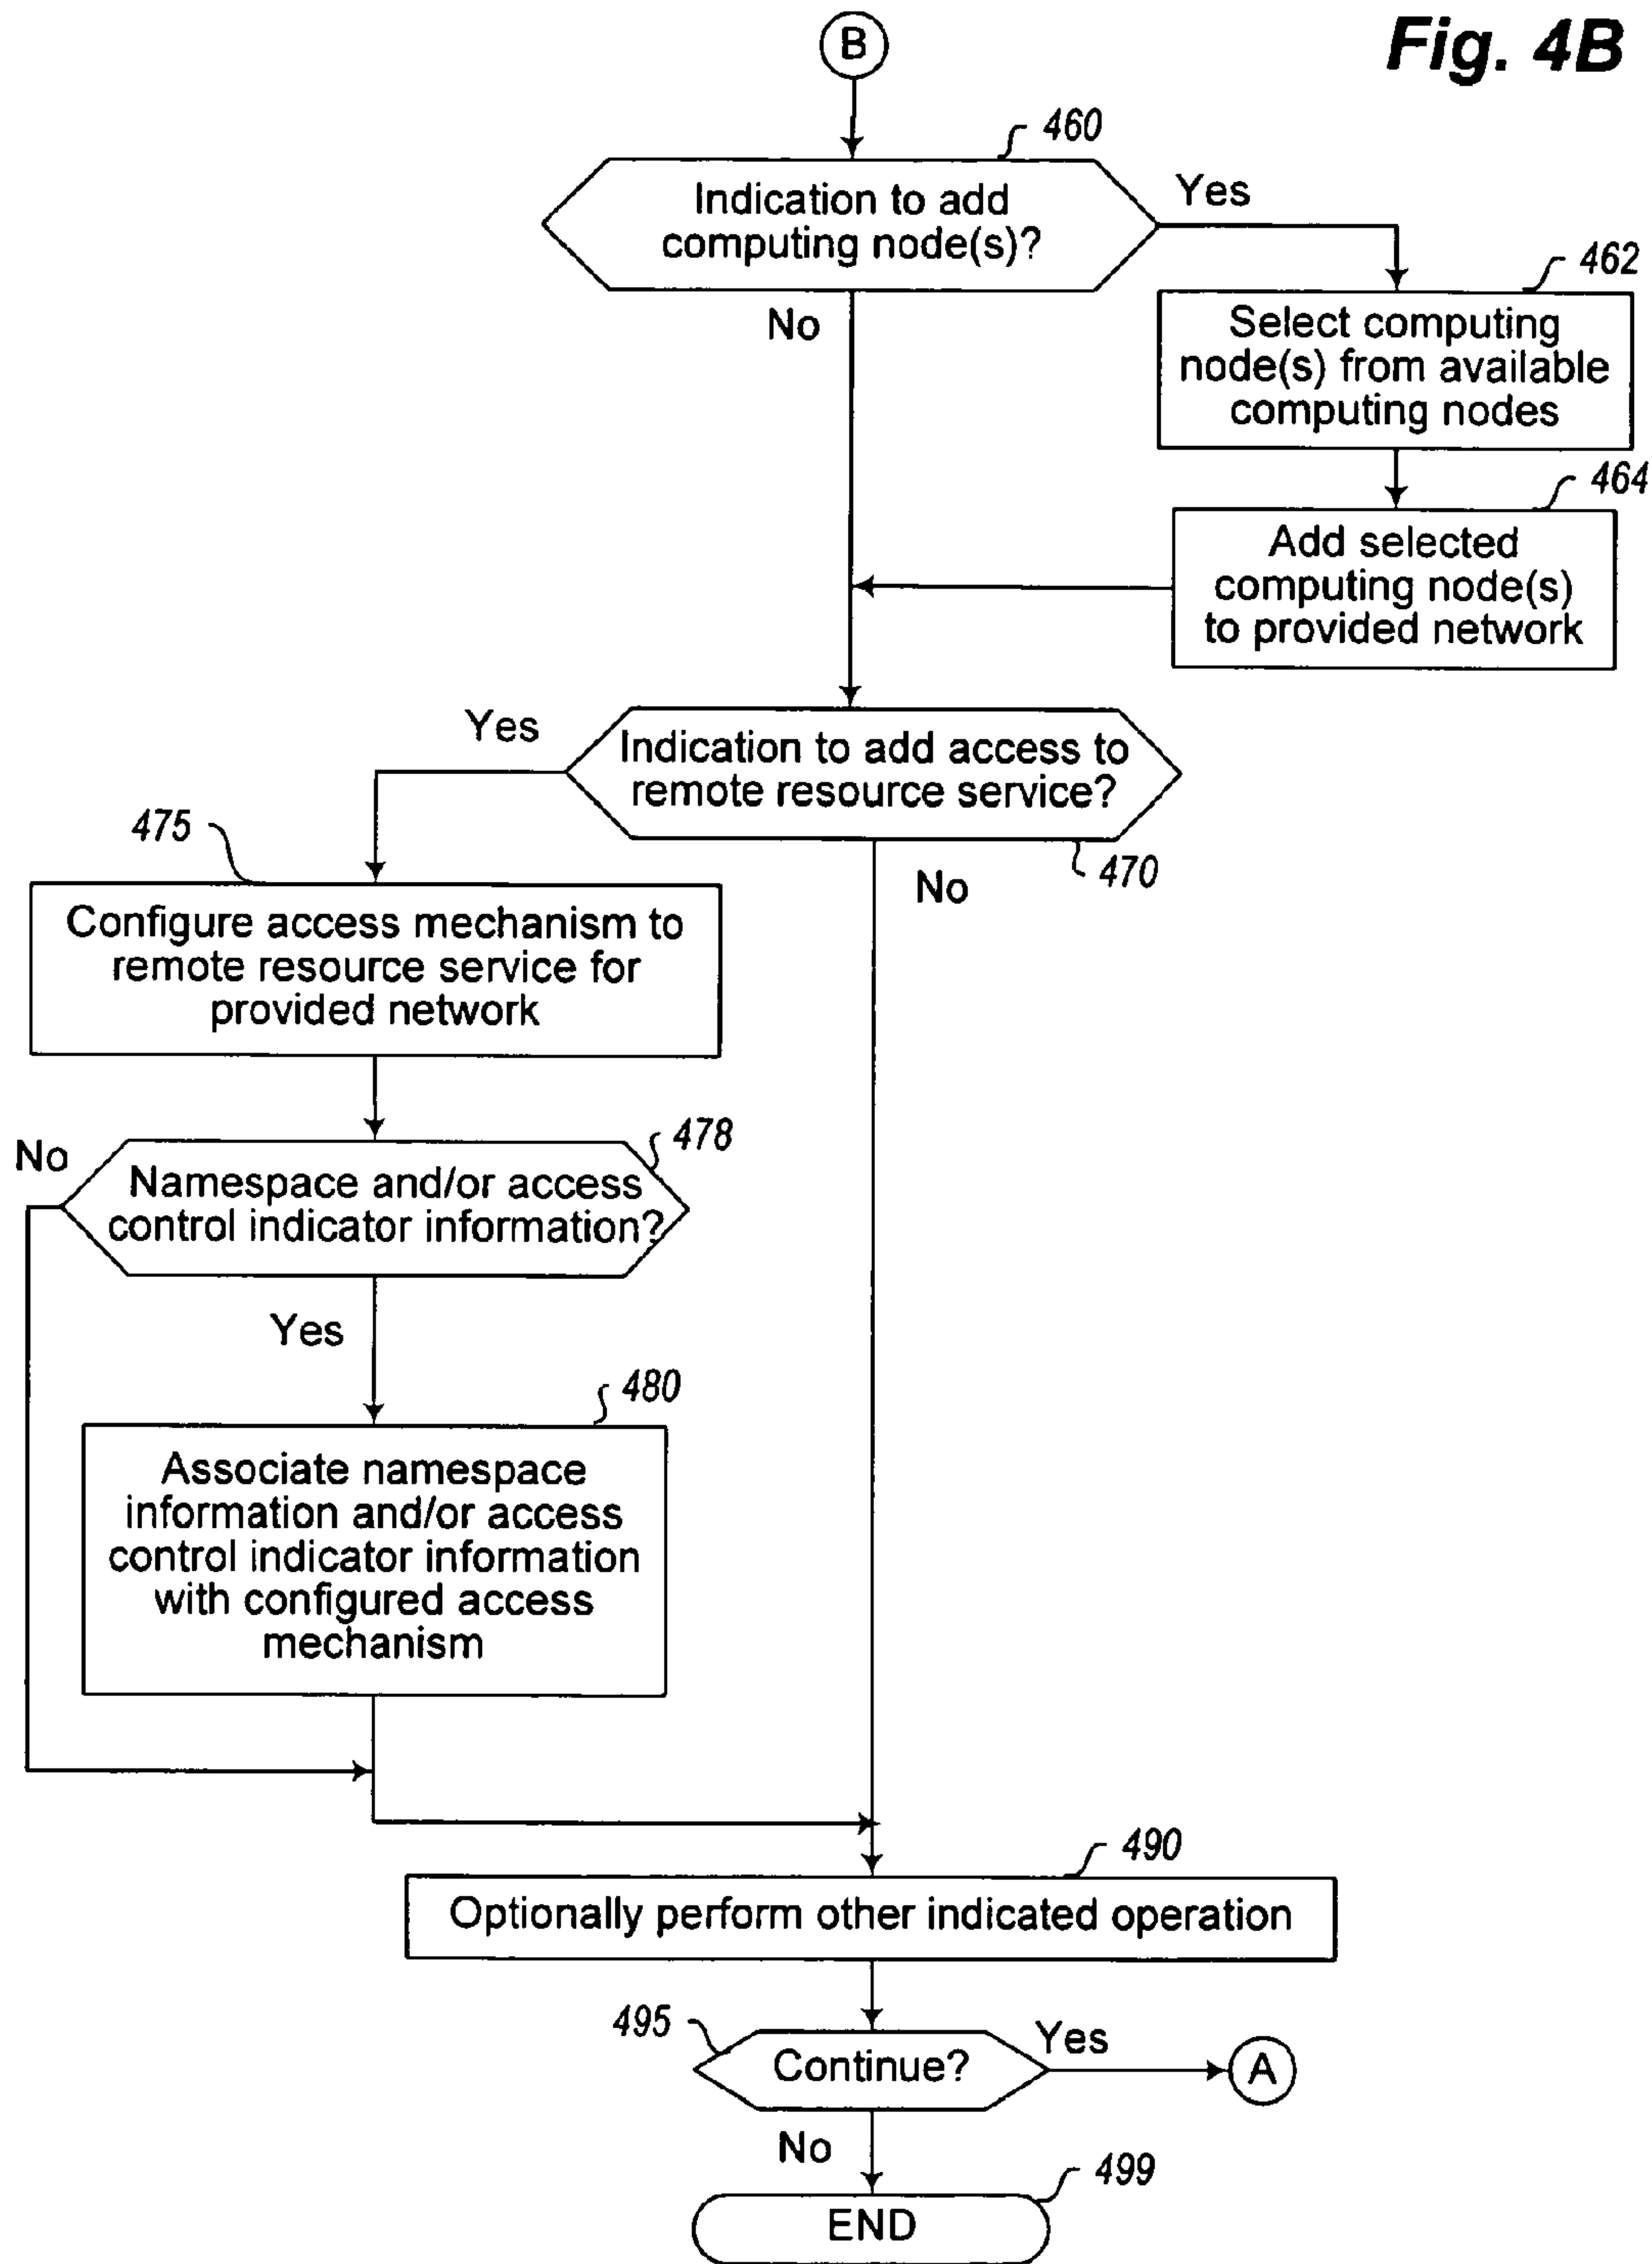 B
Fig. 4B
460
Indication to add
computing node(s)?
Yes
No
462
Select computing
node(s) from available
computing nodes
464
Add selected
computing node(s)
to provided network
Yes
Indication to add access to
remote resource service?
470
No
475
Configure access mechanism to
remote resource service for
provided network
478
No
Namespace and/or access
control indicator information?
Yes
480
Associate namespace
information and/or access
control indicator information
with configured access
mechanism
490
Optionally perform other indicated operation
495
Continue?
Yes
A
No
499
END